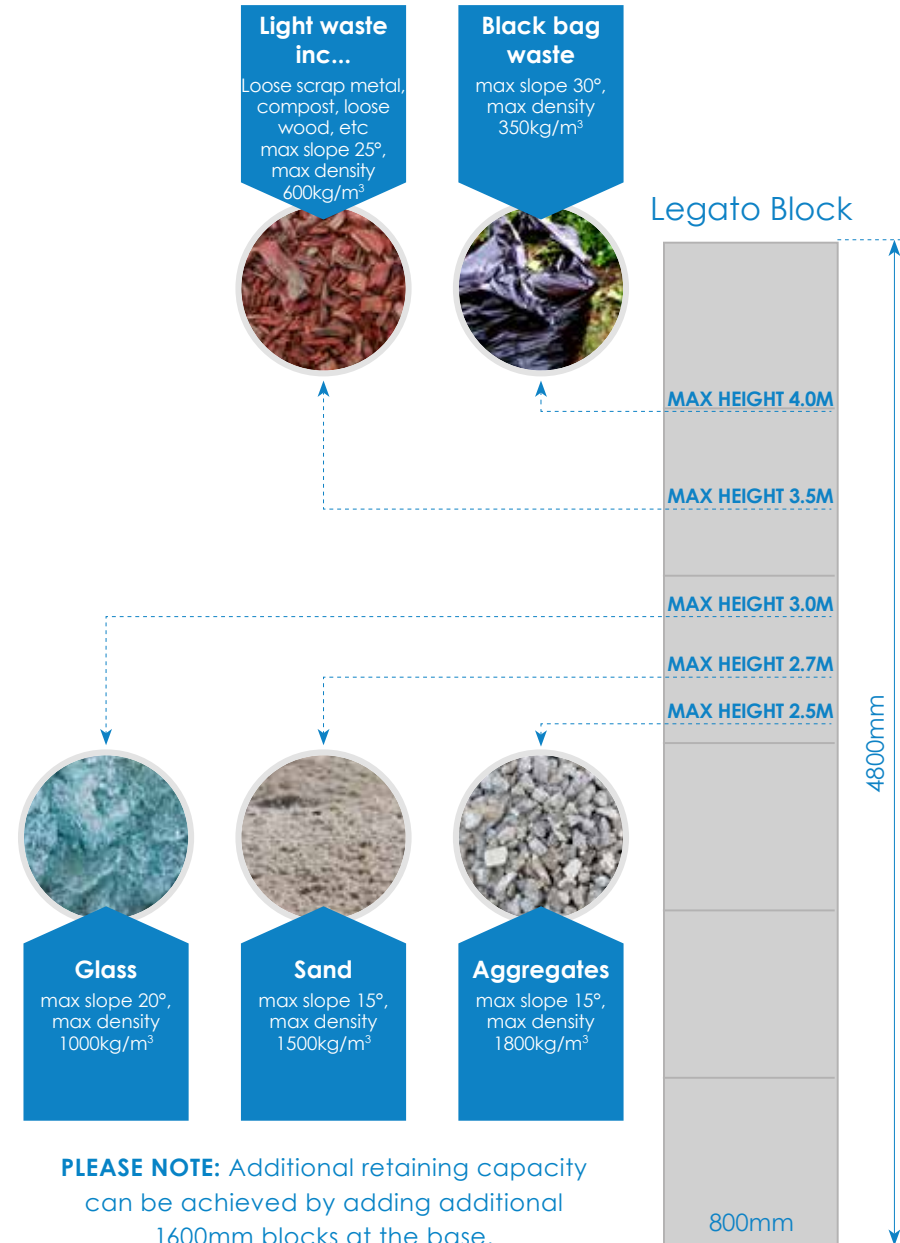 Light waste
inc...
Loose scrap metal,
compost, loose
wood, etc
max slope 25°,
max density
600kg/m³
Black bag
waste
max slope 30°,
max density
350kg/m³
Legato Block
MAX HEIGHT 4.0M
MAX HEIGHT 3.5M
MAX HEIGHT 3.0M
MAX HEIGHT 2.7M
MAX HEIGHT 2.5M
4800mm
Glass
max slope 20°,
max density
1000kg/m³
Sand
max slope 15°,
max density
1500kg/m³
Aggregates
max slope 15°,
max density
1800kg/m³
PLEASE NOTE: Additional retaining capacity
can be achieved by adding additional
1600mm blocks at the base.
800mm